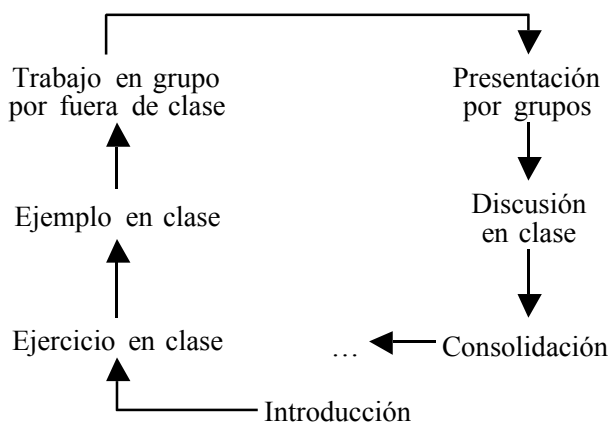 Trabajo en grupo
por fuera de clase
Presentación
por grupos
Ejemplo en clase
Discusión
en clase
Ejercicio en clase
...
Consolidación
Introducción